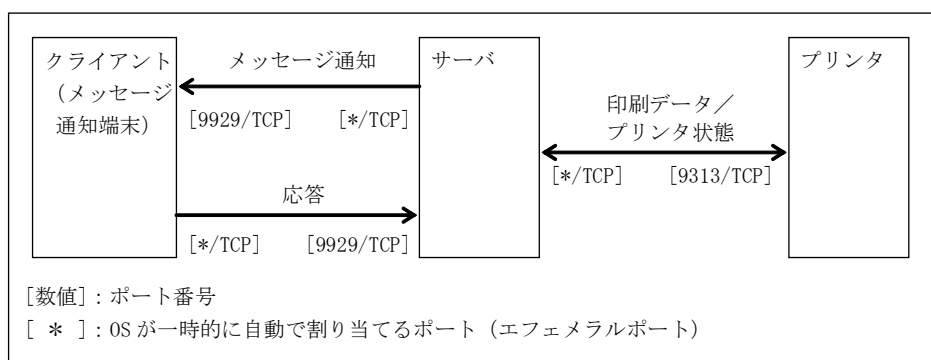 クライアント
（メッセージ
通知端末）
メッセージ通知
[9929/TCP]
[*/TCP]
応答
[*/TCP]
[9929/TCP]
サーバ
印刷データ／
プリンタ状態
[*/TCP]
[9313/TCP]
プリンタ
[数値]：ポート番号
[ * ]：OSが一時的に自動で割り当てるポート（エフェメラルポート）